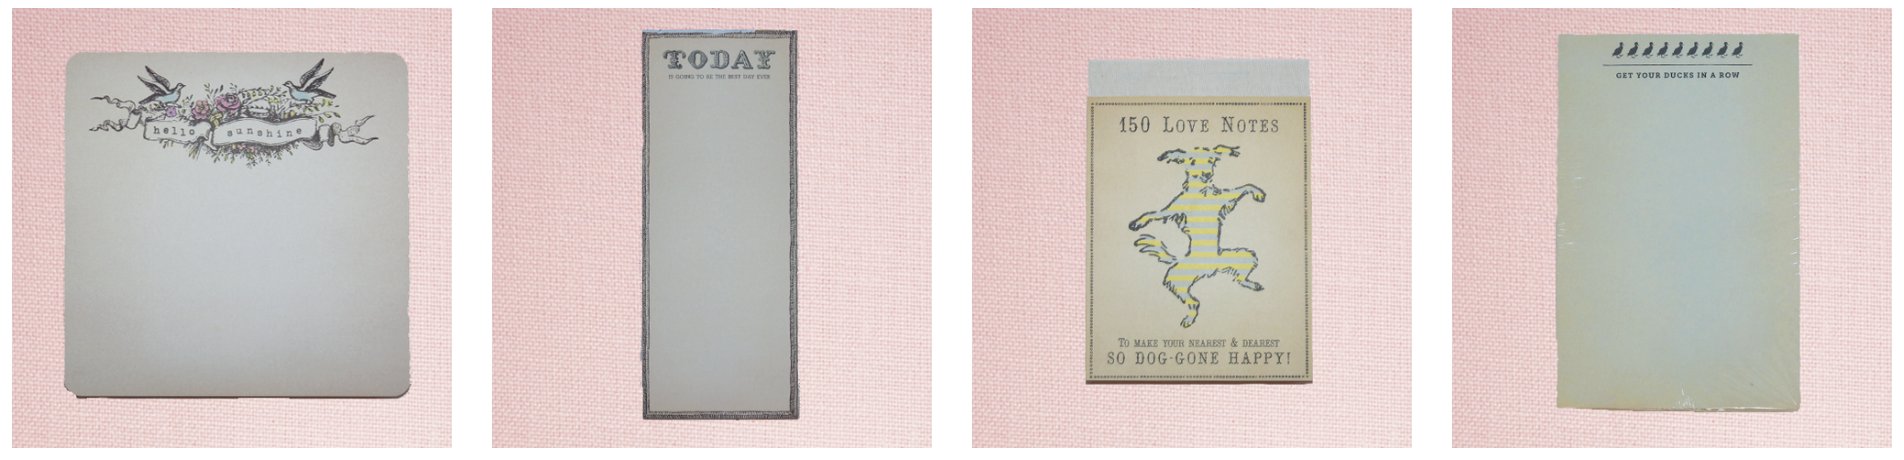 hello sunshine
TODAY
IS GOING TO BE THE BEST DAY EVER
150 LOVE NOTES
TO MAKE YOUR NEAREST & DEAREST
SO DOG-GONE HAPPY!
GET YOUR DUCKS IN A ROW